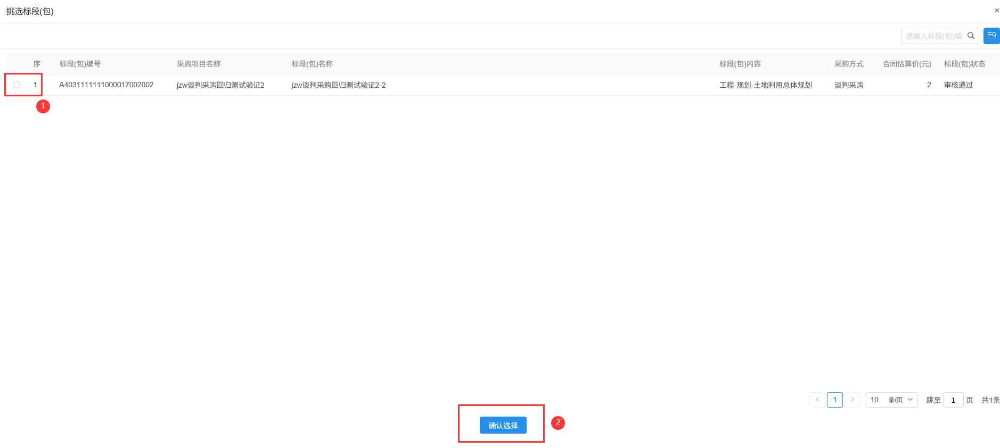 挑选标段(包)
请输入标段(包)编
序 标段(包)编号 采购项目名称 标段(包)名称 标段(包)内容 采购方式 合同估算价(元) 标段(包)状态
1 A4031111111000017002002 jzw谈判采购回归测试验证2 jzw谈判采购回归测试验证2-2 工程-规划-土地利用总体规划 谈判采购 2 审核通过
1
1 10 条/页 跳至 1 页 共1条
确认选择 2